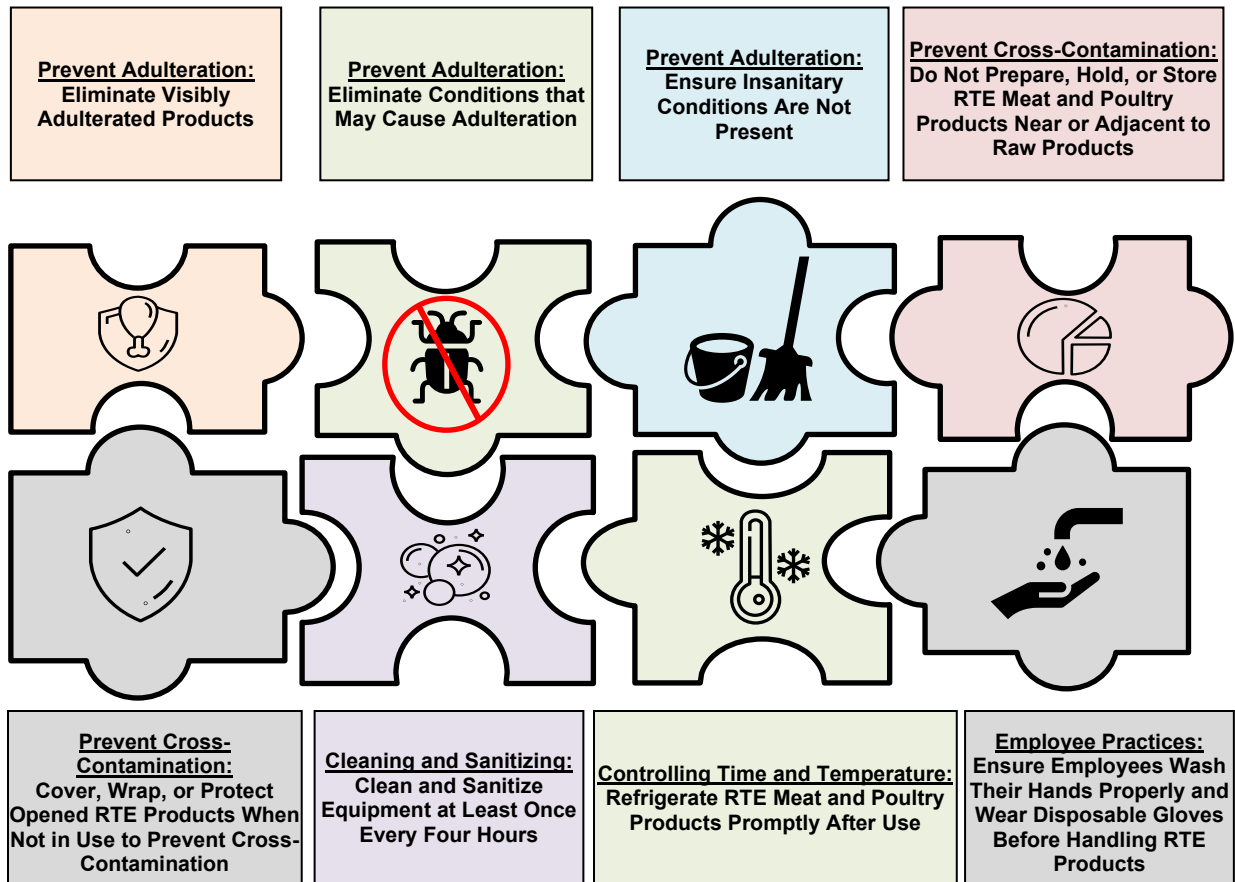 Prevent Adulteration:
Eliminate Visibly
Adulterated Products
Prevent Adulteration:
Eliminate Conditions that
May Cause Adulteration
Prevent Adulteration:
Ensure Insanitary
Conditions Are Not
Present
Prevent Cross-Contamination:
Do Not Prepare, Hold, or Store
RTE Meat and Poultry
Products Near or Adjacent to
Raw Products
Prevent Cross-
Contamination:
Cover, Wrap, or Protect
Opened RTE Products When
Not in Use to Prevent Cross-
Contamination
Cleaning and Sanitizing:
Clean and Sanitize
Equipment at Least Once
Every Four Hours
Controlling Time and Temperature:
Refrigerate RTE Meat and Poultry
Products Promptly After Use
Employee Practices:
Ensure Employees Wash
Their Hands Properly and
Wear Disposable Gloves
Before Handling RTE
Products